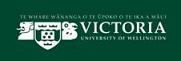 TE WHARE WĀNANGA O TE ŪPOKO O TE IKA A MĀUI
VICTORIA
UNIVERSITY OF WELLINGTON